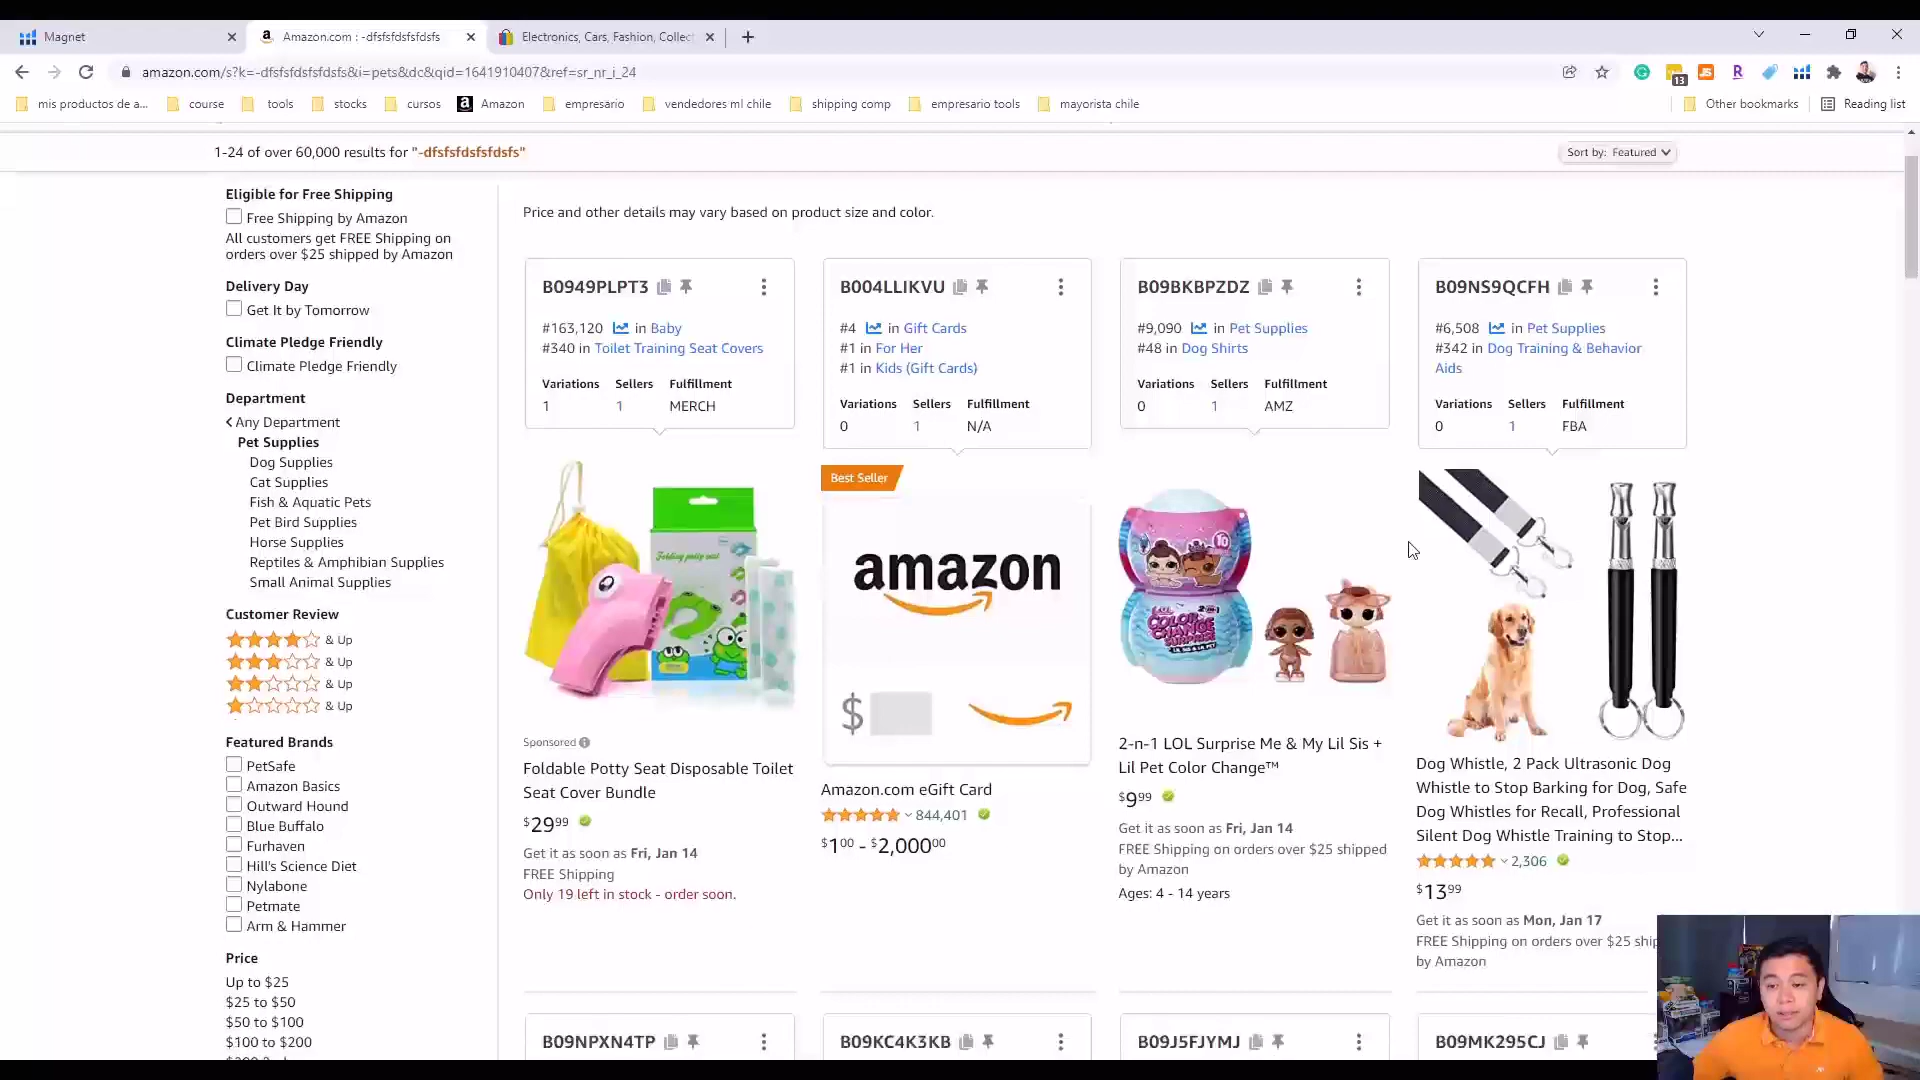 Magnet
Amazon.com : -dfsfsfdsfsfdsfs
Electronics, Cars, Fashion, Collec
amazon.com/s?k=-dfsfsfdsfsfdsfs&i=pets&dc&qid=1641910407&ref=sr_nr_i_24
13
mis productos de a...
course
tools
stocks
cursos
Amazon
empresario
vendedores ml chile
shipping comp
empresario tools
mayorista chile
Other bookmarks
Reading list
1-24 of over 60,000 results for "-dfsfsfdsfsfdsfs"
Sort by: Featured
Eligible for Free Shipping
Free Shipping by Amazon
All customers get FREE Shipping on
orders over $25 shipped by Amazon
Delivery Day
Get It by Tomorrow
Climate Pledge Friendly
Climate Pledge Friendly
Department
Any Department
Pet Supplies
Dog Supplies
Cat Supplies
Fish & Aquatic Pets
Pet Bird Supplies
Horse Supplies
Reptiles & Amphibian Supplies
Small Animal Supplies
Customer Review
& Up
& Up
& Up
& Up
Featured Brands
PetSafe
Amazon Basics
Outward Hound
Blue Buffalo
Furhaven
Hill's Science Diet
Nylabone
Petmate
Arm & Hammer
Price
Up to $25
$25 to $50
$50 to $100
$100 to $200
Price and other details may vary based on product size and color.
B0949PLPT3
#163,120 in Baby
#340 in Toilet Training Seat Covers
Variations Sellers Fulfillment
1 1 MERCH
Folding potty seat
Sponsored
Foldable Potty Seat Disposable Toilet
Seat Cover Bundle
$29.99
Get it as soon as Fri, Jan 14
FREE Shipping
Only 19 left in stock - order soon.
B004LLIKVU
#4 in Gift Cards
#1 in For Her
#1 in Kids (Gift Cards)
Variations Sellers Fulfillment
0 1 N/A
Best Seller
amazon
$
Amazon.com eGift Card
844,401
$1.00 - $2,000.00
B09BKBPZDZ
#9,090 in Pet Supplies
#48 in Dog Shirts
Variations Sellers Fulfillment
0 1 AMZ
COLOR
CHANGE
SURPRISE
2-n-1 LOL Surprise Me & My Lil Sis +
Lil Pet Color Change™
$9.99
Get it as soon as Fri, Jan 14
FREE Shipping on orders over $25 shipped
by Amazon
Ages: 4 - 14 years
B09NS9QCFH
#6,508 in Pet Supplies
#342 in Dog Training & Behavior
Aids
Variations Sellers Fulfillment
0 1 FBA
Dog Whistle, 2 Pack Ultrasonic Dog
Whistle to Stop Barking for Dog, Safe
Dog Whistles for Recall, Professional
Silent Dog Whistle Training to Stop...
2,306
$13.99
Get it as soon as Mon, Jan 17
FREE Shipping on orders over $25 ship
by Amazon
B09NPXN4TP
B09KC4K3KB
B09J5FJYMJ
B09MK295CJ